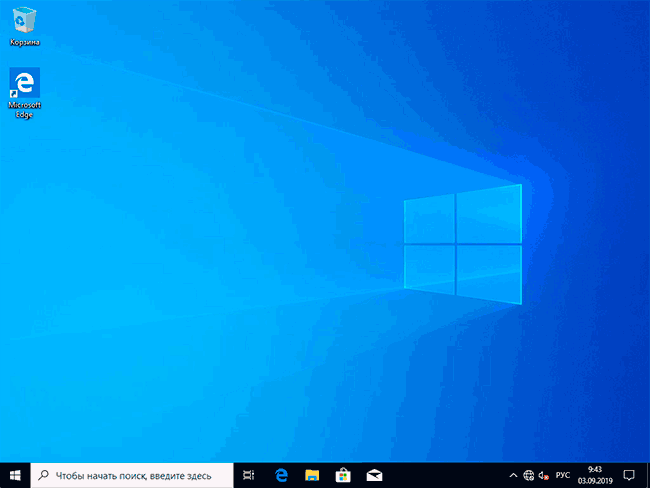 Корзина
Microsoft
Edge
Чтобы начать поиск, введите здесь
РУС
9:43
03.09.2019